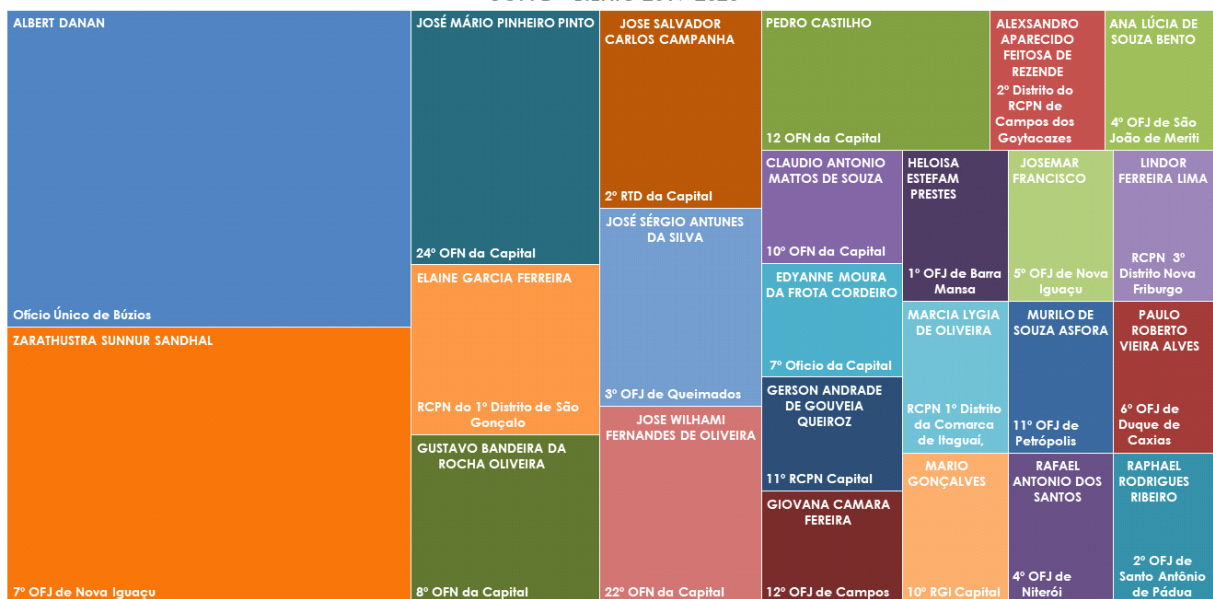 ALBERT DANAN
Ofício Único de Búzios
ZARATHUSTRA SUNNUR SANDHAL
7º OFJ de Nova Iguaçu
JOSÉ MÁRIO PINHEIRO PINTO
24º OFN da Capital
ELAINE GARCIA FERREIRA
RCPN do 1º Distrito de São
Gonçalo
GUSTAVO BANDEIRA DA
ROCHA OLIVEIRA
8º OFN da Capital
JOSE SALVADOR
CARLOS CAMPANHA
2º RTD da Capital
JOSÉ SÉRGIO ANTUNES
DA SILVA
3º OFJ de Queimados
JOSE WILHAMI
FERNANDES DE OLIVEIRA
22º OFN da Capital
PEDRO CASTILHO
12 OFN da Capital
ALEXSANDRO
APARECIDO
FEITOSA DE
REZENDE
2º Distrito do
RCPN de
Campos dos
Goytacazes
ANA LÚCIA DE
SOUZA BENTO
4º OFJ de São
João de Meriti
CLAUDIO ANTONIO
MATTOS DE SOUZA
10º OFN da Capital
EDYANNE MOURA
DA FROTA CORDEIRO
7º Oficio da Capital
GERSON ANDRADE
DE GOUVEIA
QUEIROZ
11º RCPN Capital
GIOVANA CAMARA
FEREIRA
12º OFJ de Campos
HELOISA
ESTEFAM
PRESTES
1º OFJ de Barra
Mansa
JOSEMAR
FRANCISCO
5º OFJ de Nova
Iguaçu
LINDOR
FERREIRA LIMA
RCPN 3º
Distrito Nova
Friburgo
MARCIA LYGIA
DE OLIVEIRA
RCPN 1º Distrito
da Comarca
de Itaguaí,
MURILO DE
SOUZA ASFORA
11º OFJ de
Petrópolis
PAULO
ROBERTO
VIEIRA ALVES
6º OFJ de
Duque de
Caxias
MARIO
GONÇALVES
10º RGI Capital
RAFAEL
ANTONIO DOS
SANTOS
4º OFJ de
Niterói
RAPHAEL
RODRIGUES
RIBEIRO
2º OFJ de
Santo Antônio
de Pádua